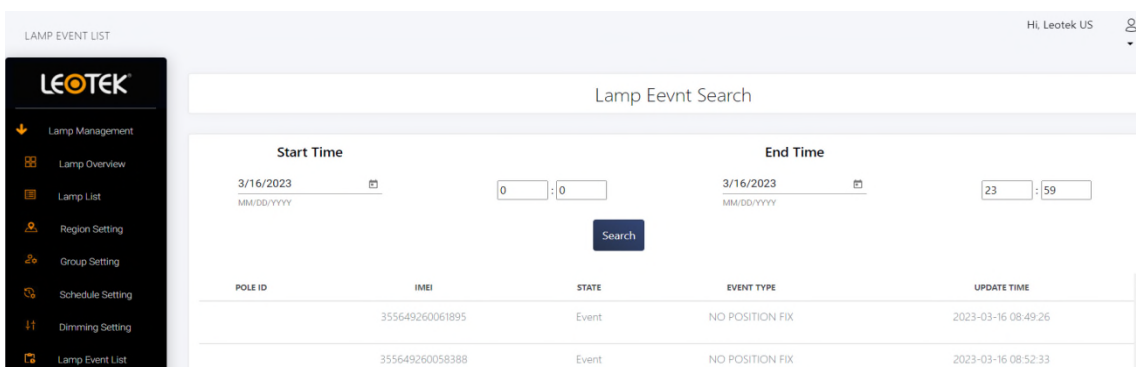 LAMP EVENT LIST
Hi, Leotek US
LEOTEK®
Lamp Eevnt Search
Lamp Management
Lamp Overview
Lamp List
Region Setting
Group Setting
Schedule Setting
Dimming Setting
Lamp Event List
Start Time
End Time
3/16/2023
0 : 0
3/16/2023
23 : 59
MM/DD/YYYY
MM/DD/YYYY
Search
POLE ID IMEI STATE EVENT TYPE UPDATE TIME
355649260061895 Event NO POSITION FIX 2023-03-16 08:49:26
355649260058388 Event NO POSITION FIX 2023-03-16 08:52:33